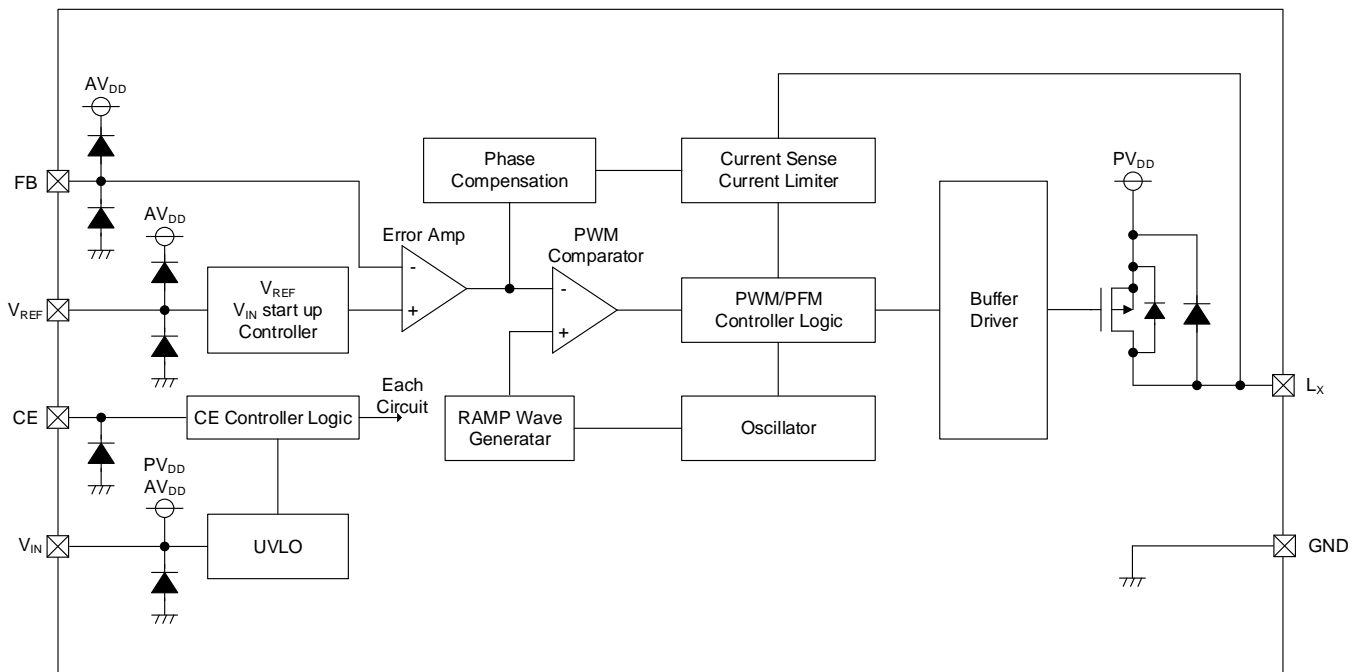 AVDD
FB
AVDD
VREF
VREF
VIN start up
Controller
Error Amp
-
+
Phase
Compensation
PWM
Comparator
-
+
Current Sense
Current Limiter
PWM/PFM
Controller Logic
Buffer
Driver
PVDD
LX
CE
CE Controller Logic
Each
Circuit
RAMP Wave
Generatar
Oscillator
PVDD
AVDD
VIN
UVLO
GND